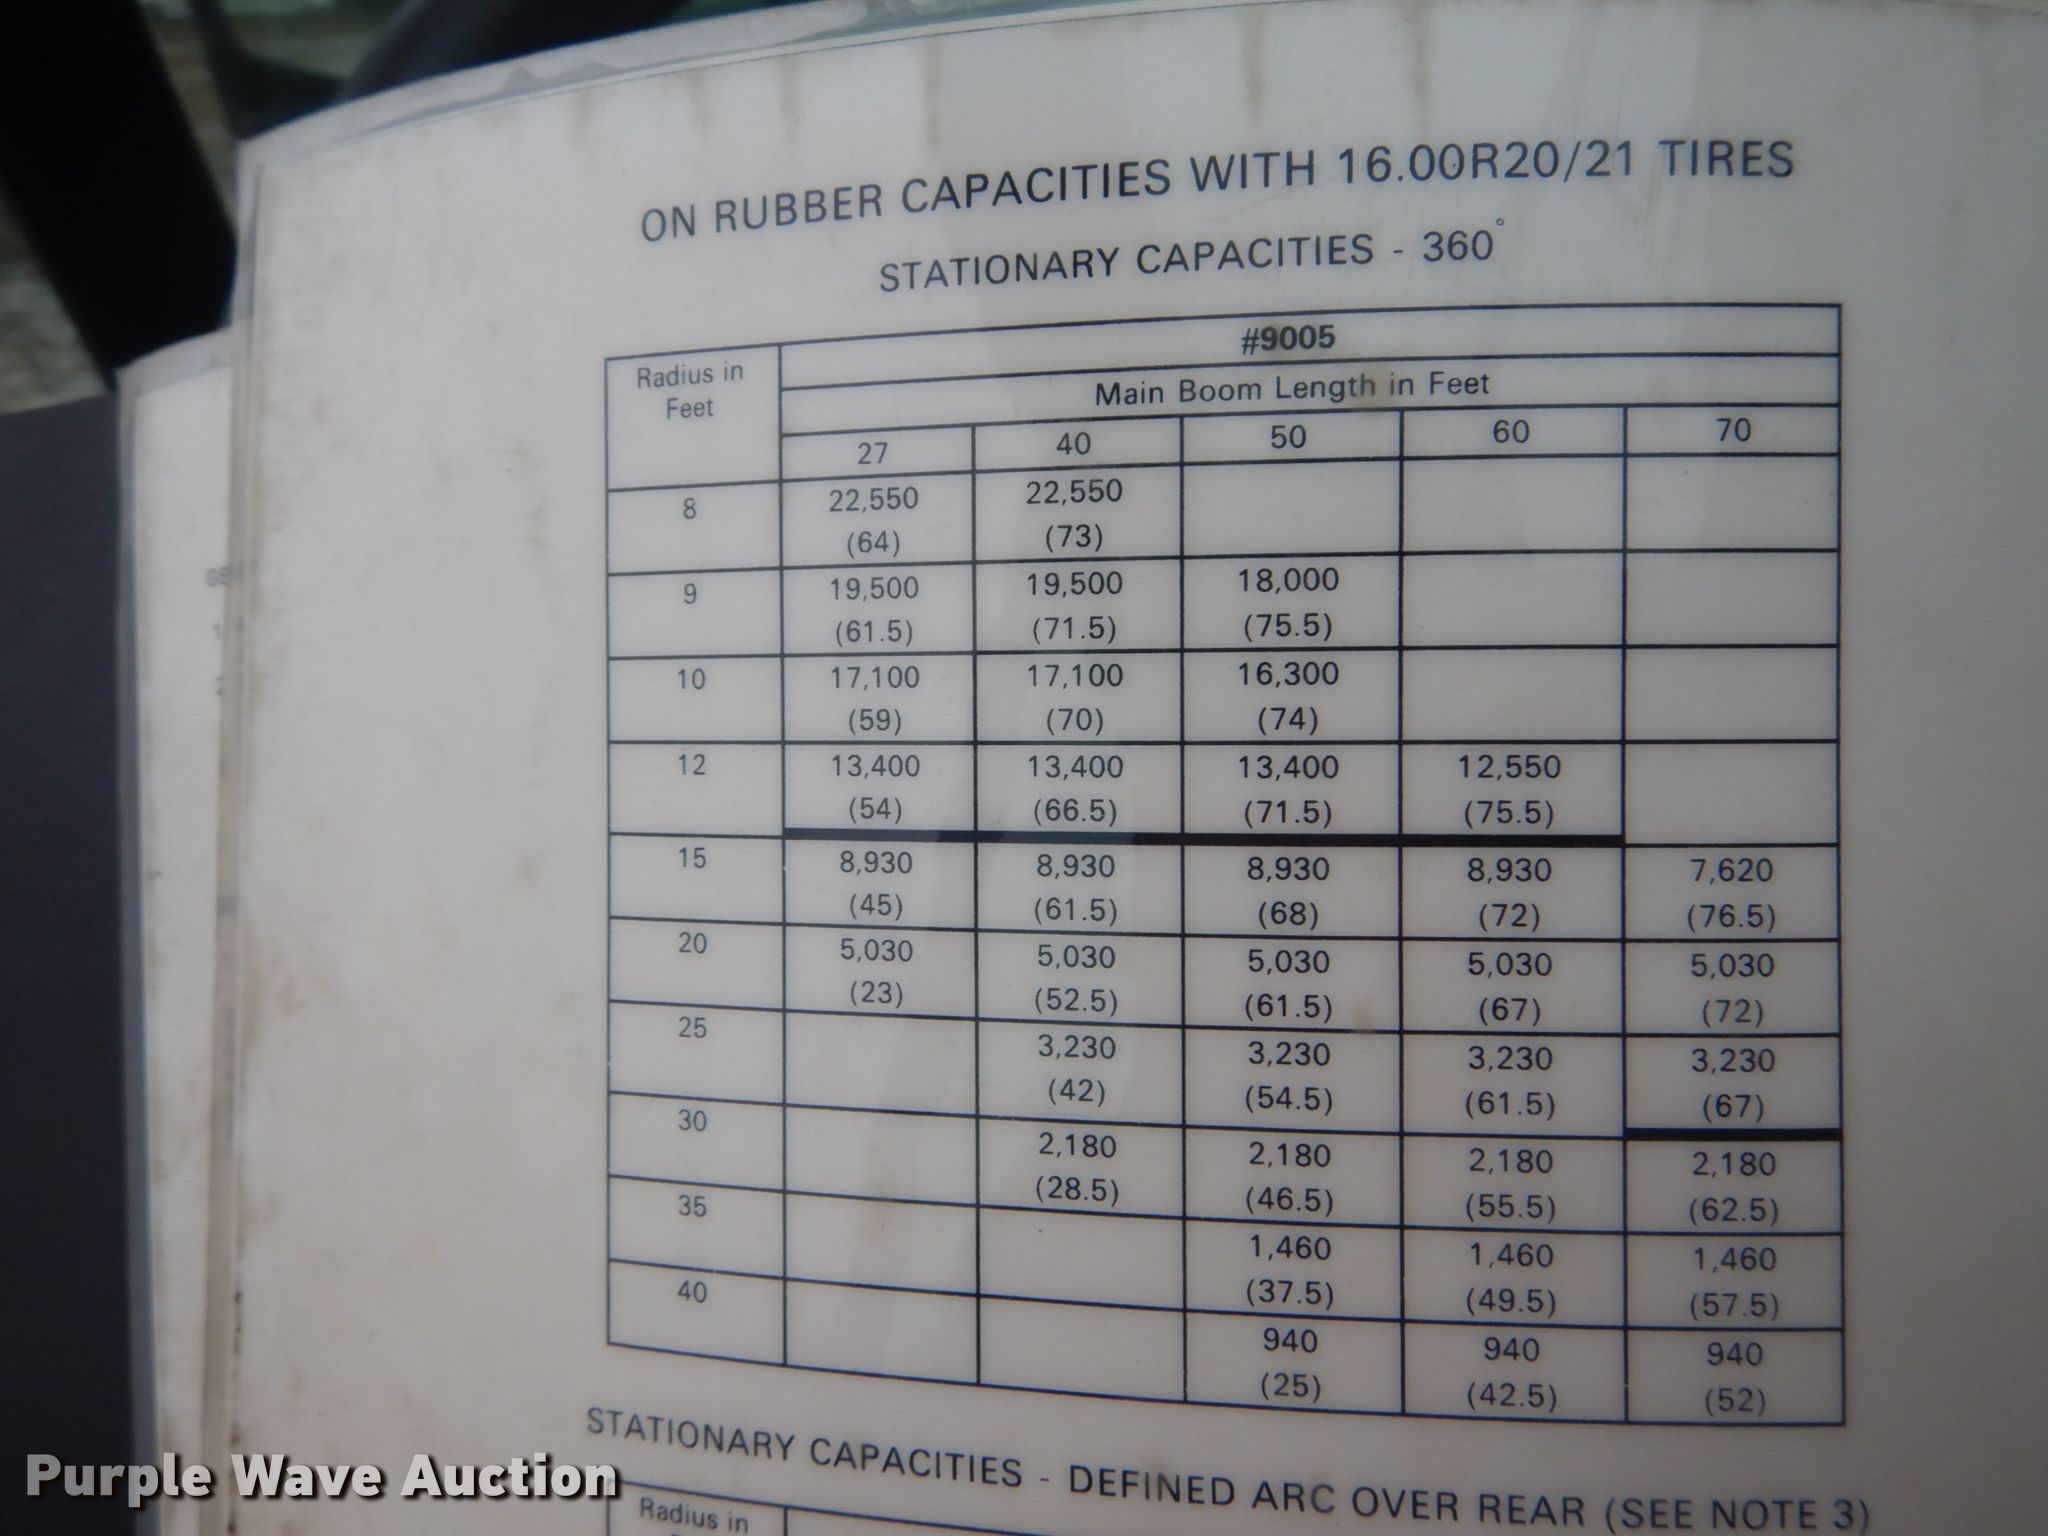 ON RUBBER CAPACITIES WITH 16.00R20/21 TIRES
STATIONARY CAPACITIES - 360°
Radius in Feet #9005
Main Boom Length in Feet
27 40 50 60 70
8 22,550 22,550
(64) (73)
9 19,500 19,500 18,000
(61.5) (71.5) (75.5)
10 17,100 17,100 16,300
(59) (70) (74)
12 13,400 13,400 13,400 12,550
(54) (66.5) (71.5) (75.5)
15 8,930 8,930 8,930 8,930 7,620
(45) (61.5) (68) (72) (76.5)
20 5,030 5,030 5,030 5,030 5,030
(23) (52.5) (61.5) (67) (72)
25 3,230 3,230 3,230 3,230
(42) (54.5) (61.5) (67)
30 2,180 2,180 2,180 2,180
(28.5) (46.5) (55.5) (62.5)
35 1,460 1,460 1,460
(37.5) (49.5) (57.5)
40 940 940 940
(25) (42.5) (52)
STATIONARY CAPACITIES - DEFINED ARC OVER REAR (SEE NOTE 3)
Radius in
Purple Wave Auction